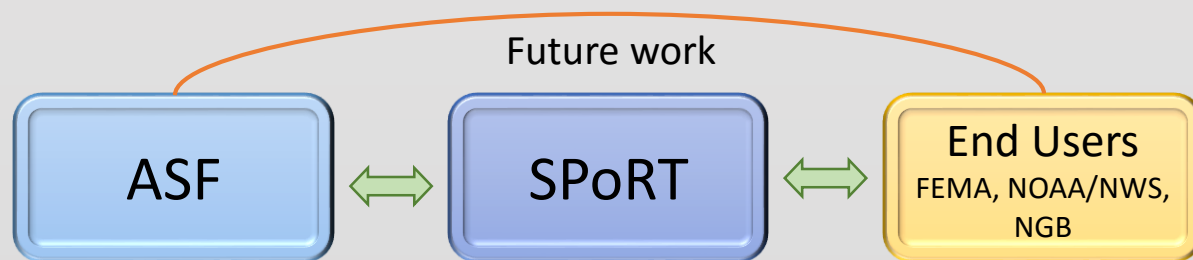 Future work
ASF
SPoRT
End Users
FEMA, NOAA/NWS,
NGB